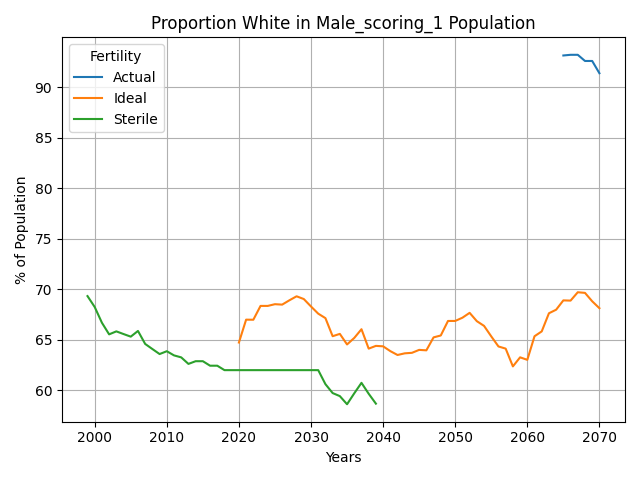 Proportion White in Male_scoring_1 Population
Fertility
Actual
Ideal
Sterile
% of Population
90
85
80
75
70
65
60
2000 2010 2020 2030 2040 2050 2060 2070
Years